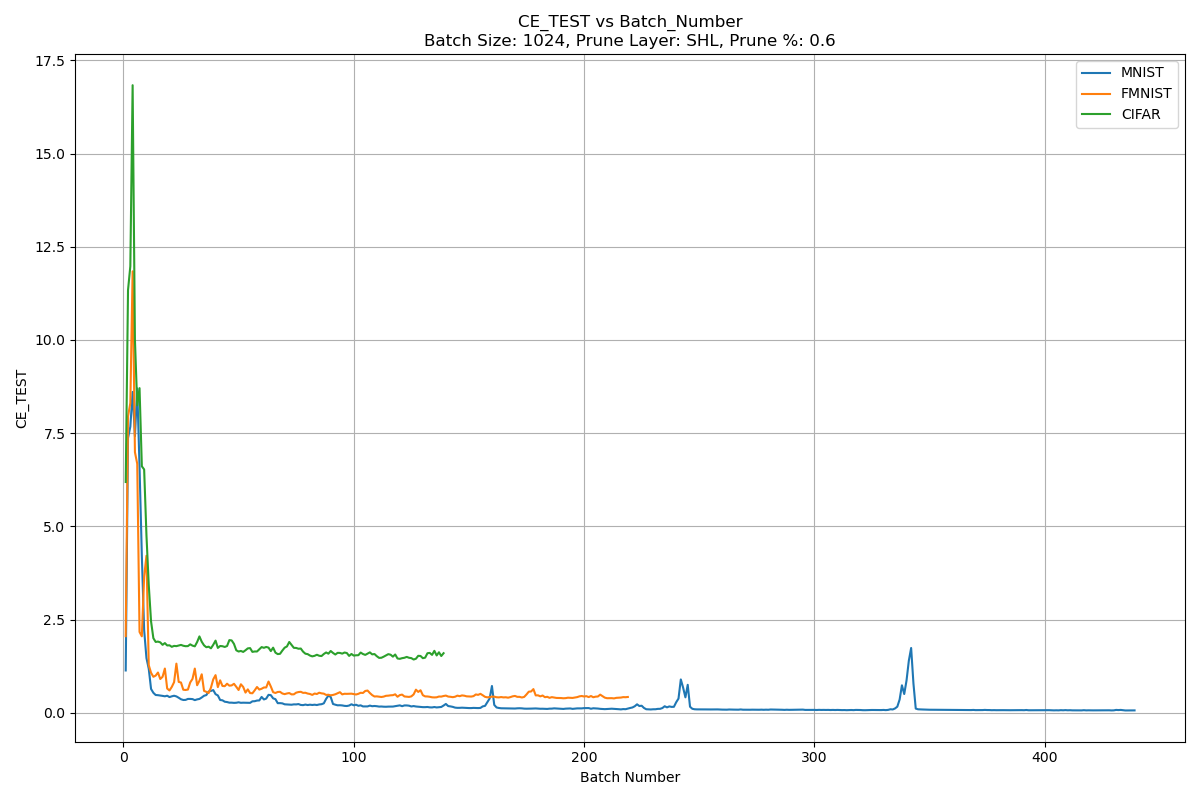 CE_TEST vs Batch_Number
Batch Size: 1024, Prune Layer: SHL, Prune %: 0.6
17.5
15.0
12.5
10.0
7.5
5.0
2.5
0.0
CE_TEST
MNIST
FMNIST
CIFAR
0 100 200 300 400
Batch Number